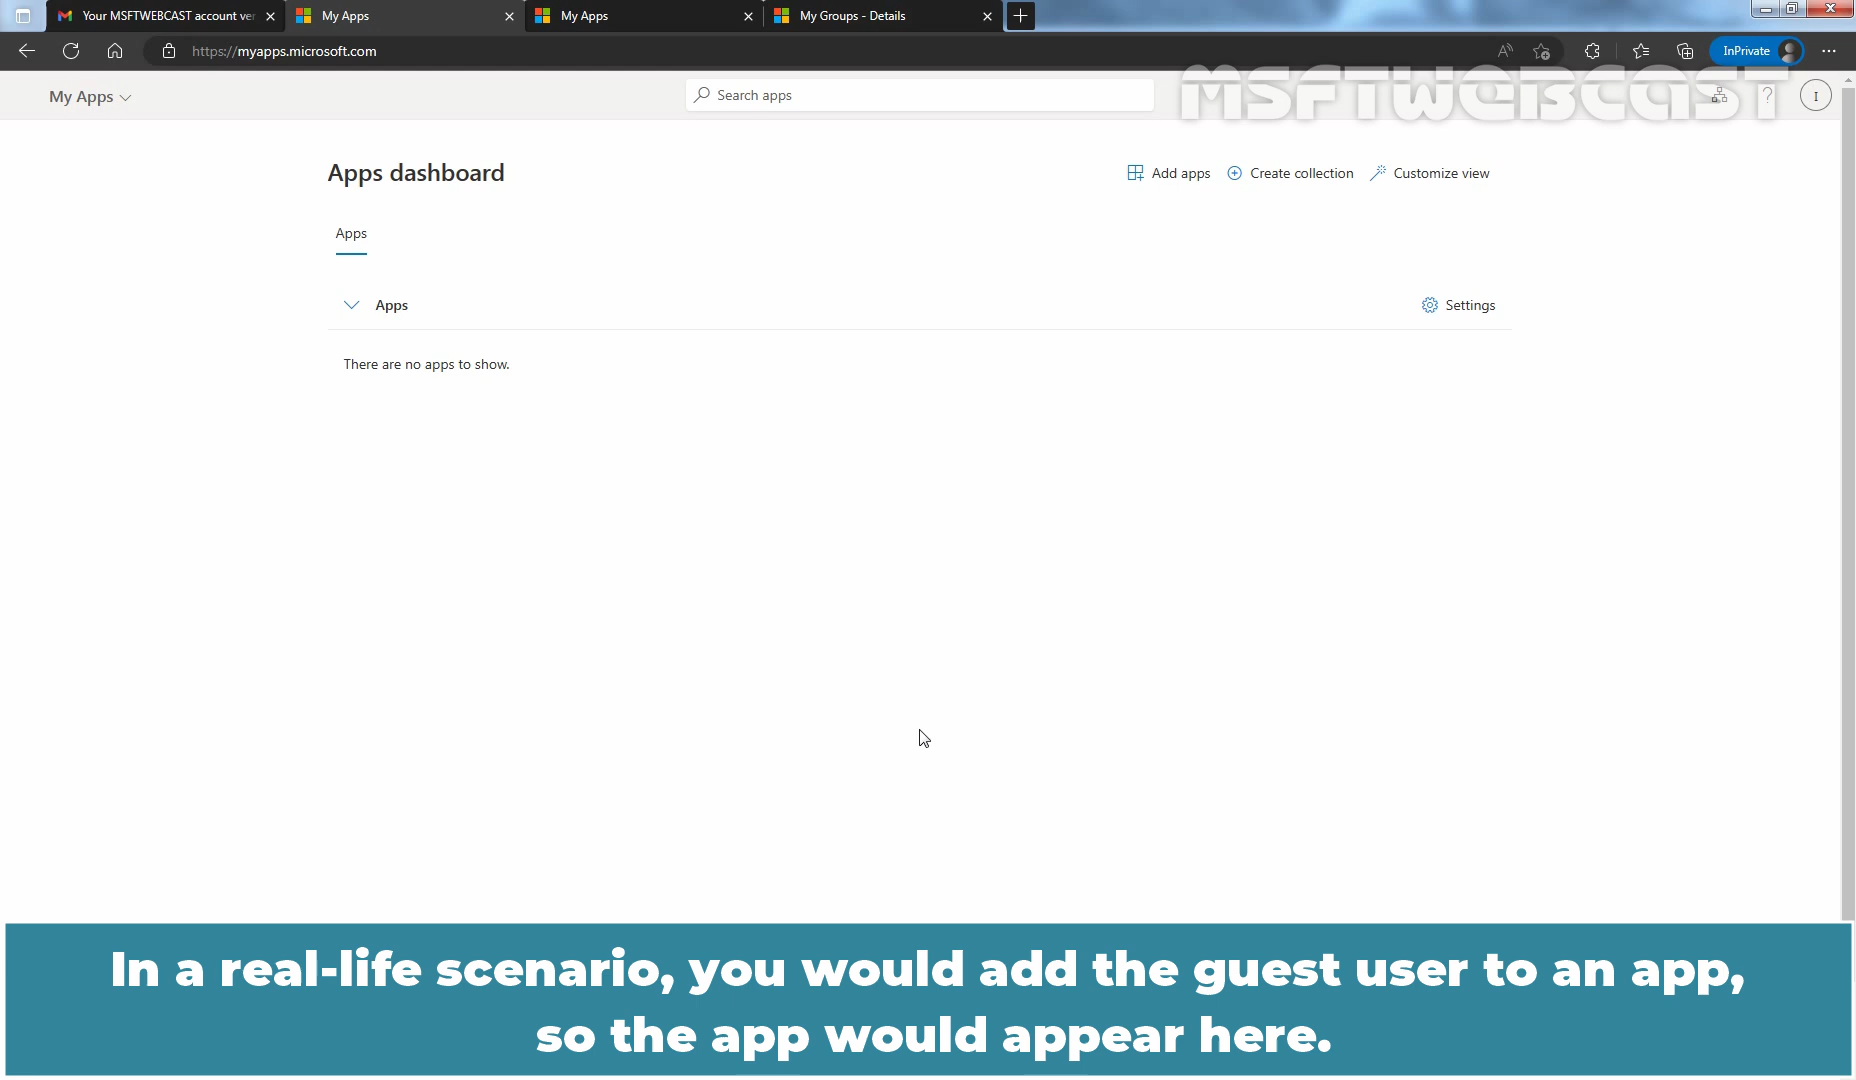 Your MSFTWEBCAST account ver
My Apps
My Apps
My Groups - Details
https://myapps.microsoft.com
InPrivate
My Apps
Search apps
MSFTWEBCAST
I
Apps dashboard
Add apps
Create collection
Customize view
Apps
Apps
Settings
There are no apps to show.
In a real-life scenario, you would add the guest user to an app,
so the app would appear here.